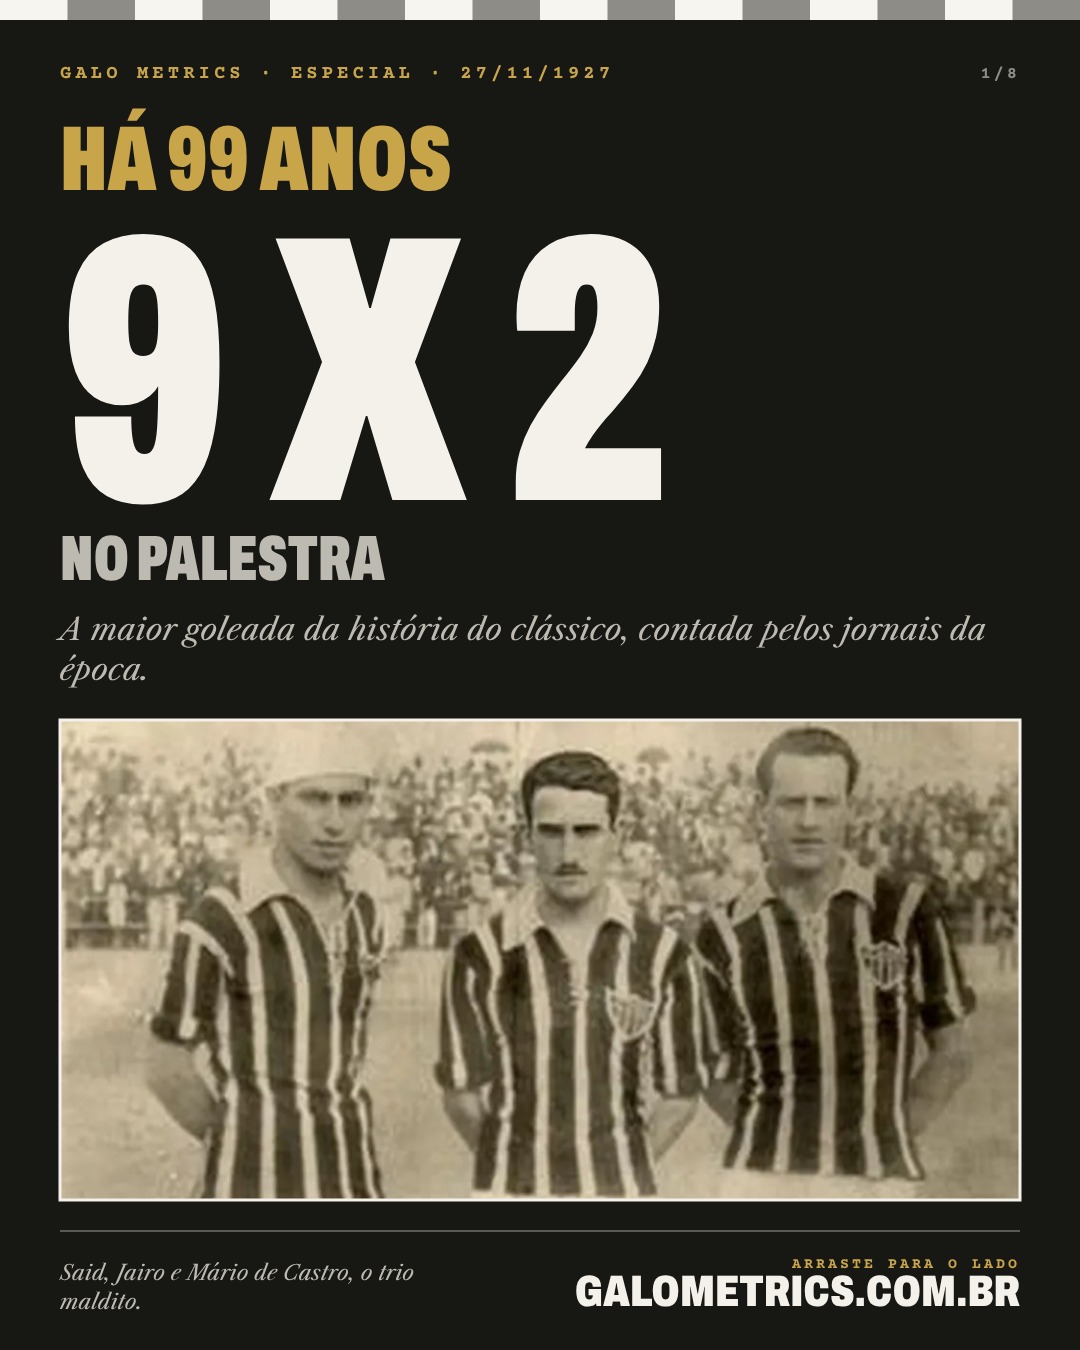 GALO METRICS · ESPECIAL · 27/11/1927
1/8
HÁ 99 ANOS
9 X 2
NO PALESTRA
A maior goleada da história do clássico, contada pelos jornais da
época.
Said, Jairo e Mário de Castro, o trio
maldito.
ARRASTE PARA O LADO
GALOMETRICS.COM.BR